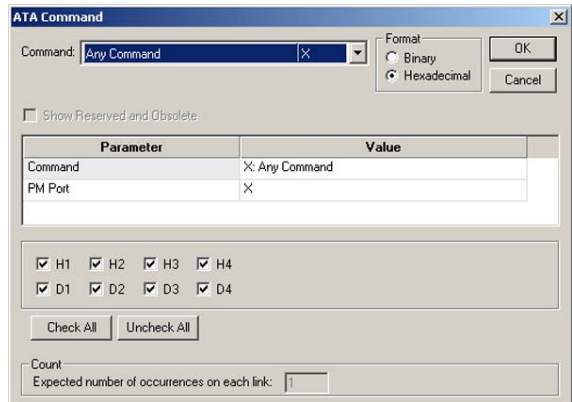 ATA Command
Command: Any Command X
Format
Binary
Hexadecimal
OK
Cancel
Show Reserved and Obsolete
Parameter Value
Command X: Any Command
PM Port X
H1 H2 H3 H4
D1 D2 D3 D4
Check All Uncheck All
Count
Expected number of occurrences on each link: 1